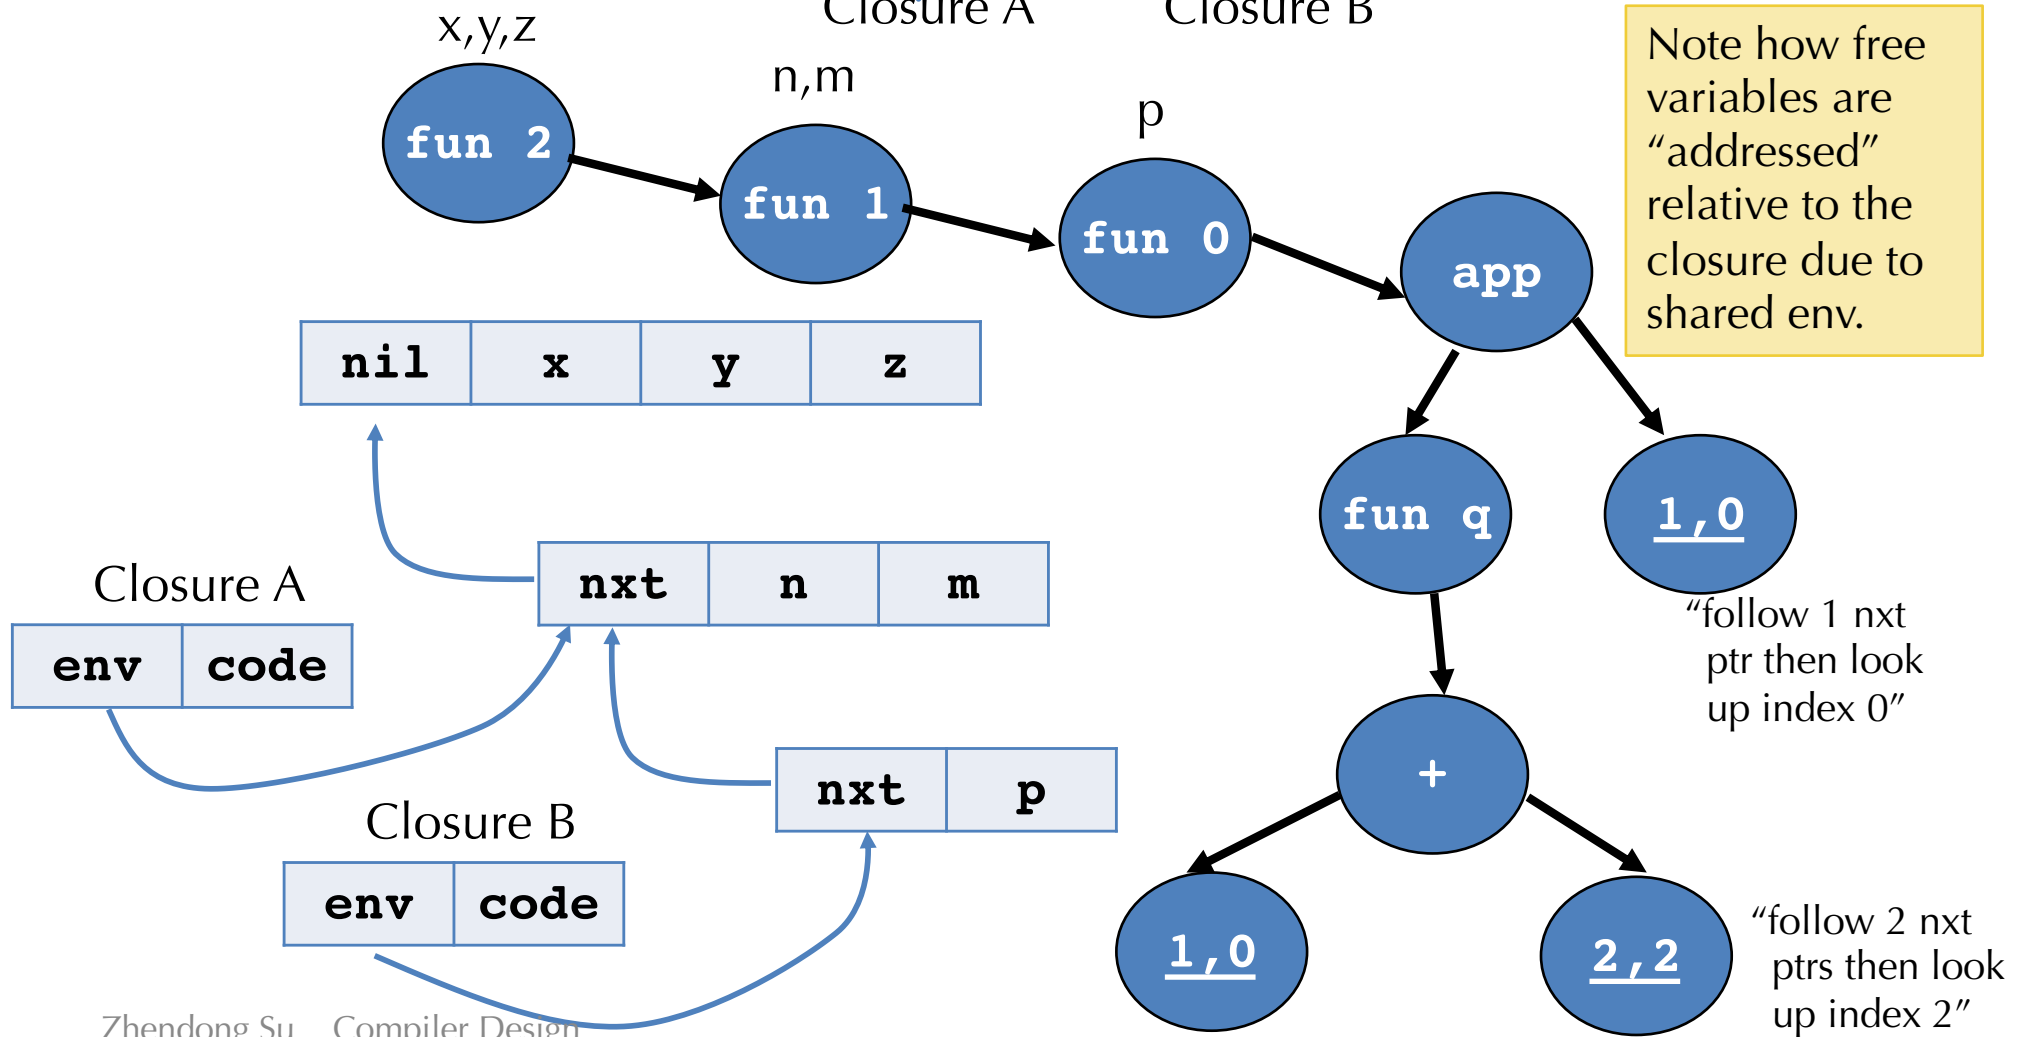 Closure A
Closure B
x,y,z
n,m
p
fun 2
fun 1
fun 0
app
Note how free
variables are
“addressed”
relative to the
closure due to
shared env.
nil x y z
fun q
1,0
“follow 1 nxt
ptr then look
up index 0”
nxt n m
Closure A
env code
+
nxt p
Closure B
env code
1,0
2,2
“follow 2 nxt
ptrs then look
up index 2”
Zhendong Su Compiler Design